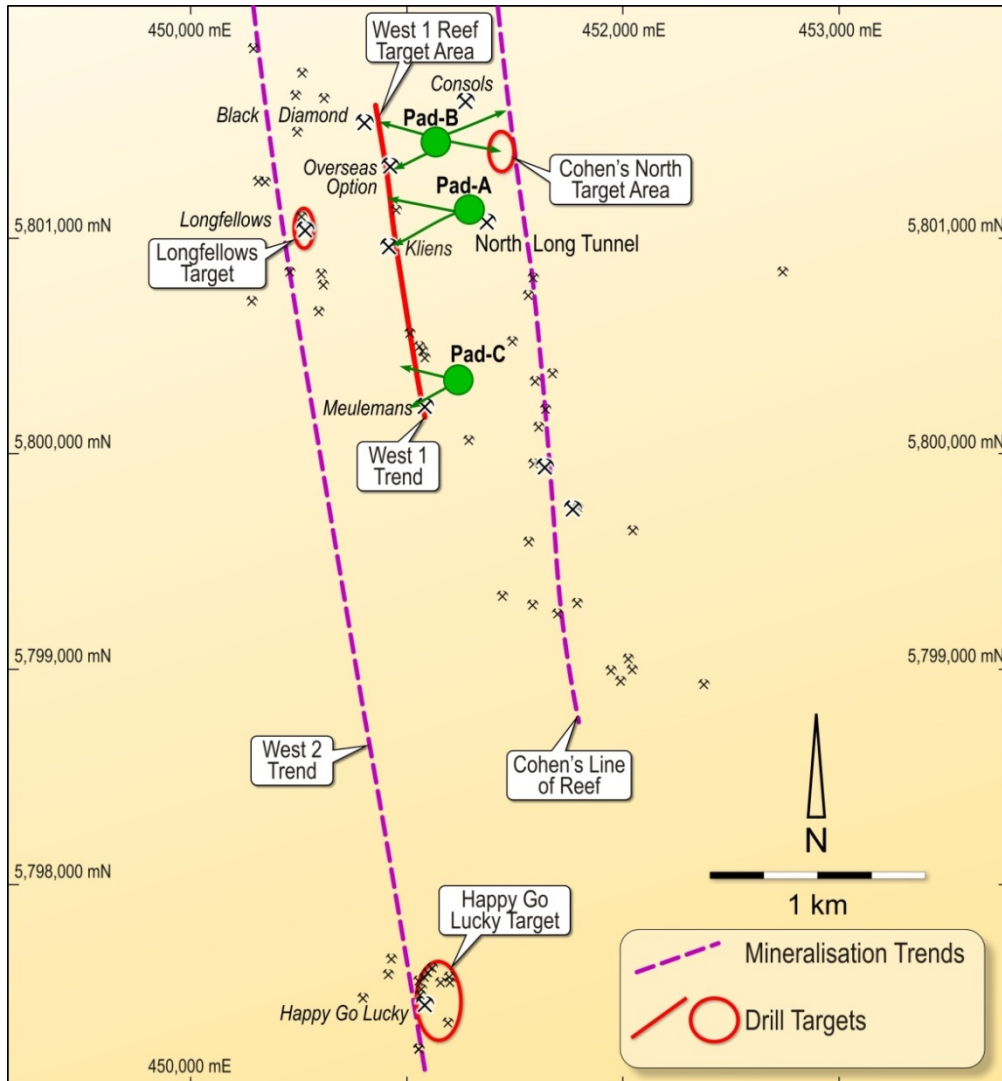 450,000 mE
West 1 Reef
Target Area
452,000 mE
453,000 mE
Consols
Black Diamond
Pad-B
Overseas
Option
Cohen's North
Target Area
Pad-A
Longfellows
5,801,000 mN
5,801,000 mN
North Long Tunnel
Kliens
Longfellows
Target
Pad-C
Meulemans
5,800,000 mN
5,800,000 mN
West 1
Trend
5,799,000 mN
5,799,000 mN
West 2
Trend
Cohen's Line
of Reef
N
5,798,000 mN
1 km
Happy Go
Lucky Target
Happy Go Lucky
Mineralisation Trends
Drill Targets
450,000 mE
452,000 mE